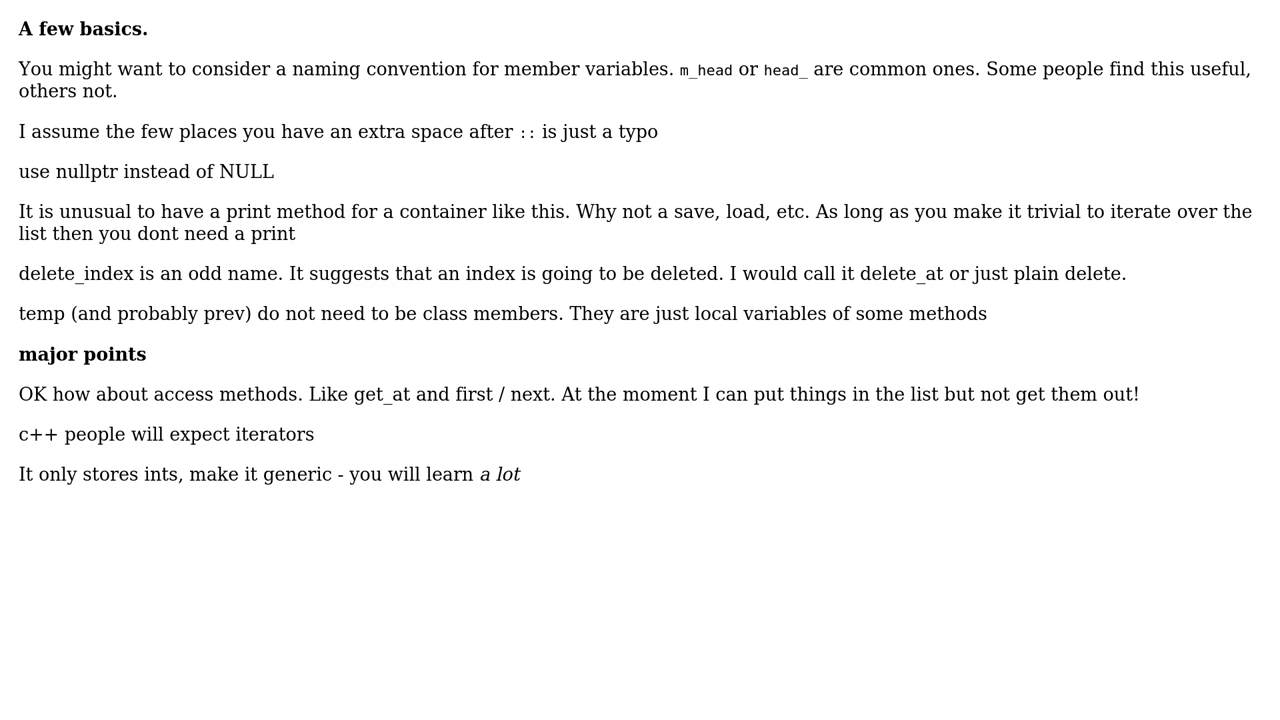 A few basics.
You might want to consider a naming convention for member variables. m_head or head_ are common ones. Some people find this useful,
others not.
I assume the few places you have an extra space after :: is just a typo
use nullptr instead of NULL
It is unusual to have a print method for a container like this. Why not a save, load, etc. As long as you make it trivial to iterate over the
list then you dont need a print
delete_index is an odd name. It suggests that an index is going to be deleted. I would call it delete_at or just plain delete.
temp (and probably prev) do not need to be class members. They are just local variables of some methods
major points
OK how about access methods. Like get_at and first / next. At the moment I can put things in the list but not get them out!
c++ people will expect iterators
It only stores ints, make it generic - you will learn a lot